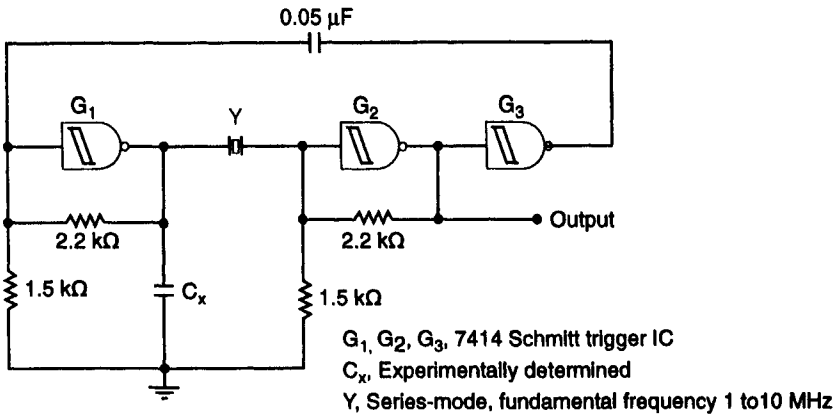 0.05 μF
G1
Y
G2
G3
2.2 kΩ
2.2 kΩ
Output
1.5 kΩ
Cx
1.5 kΩ
G1, G2, G3, 7414 Schmitt trigger IC
Cx, Experimentally determined
Y, Series-mode, fundamental frequency 1 to10 MHz